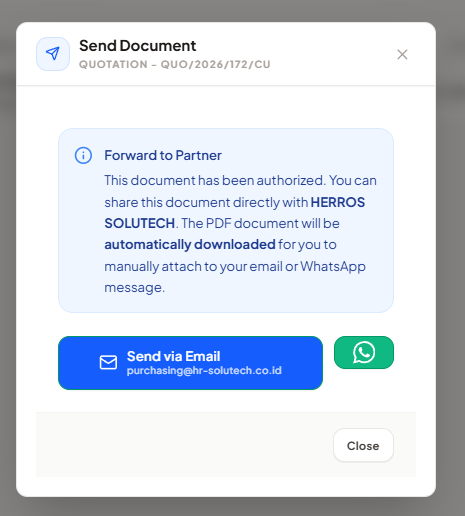 Send Document
QUOTATION – QUO/2026/172/CU
Forward to Partner
This document has been authorized. You can
share this document directly with HERROS
SOLUTECH. The PDF document will be
automatically downloaded for you to
manually attach to your email or WhatsApp
message.
Send via Email
purchasing@hr-solutech.co.id
Close